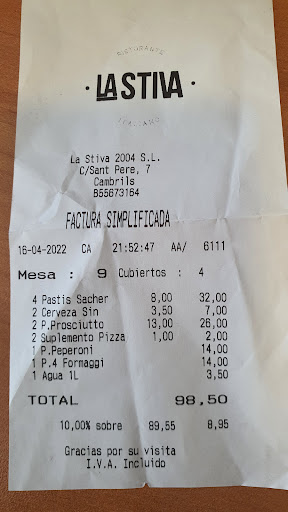 RISTORANTE
· LA STIVA ·
ITALIANO
La Stiva 2004 S.L.
C/Sant Pere, 7
Cambrils
B55673164
FACTURA SIMPLIFICADA
16-04-2022 CA 21:52:47 AA/ 6111
Mesa : 9 Cubiertos : 4
4 Pastis Sacher 8,00 32,00
2 Cerveza Sin 3,50 7,00
2 P.Prosciutto 13,00 26,00
2 Suplemento Pizza 1,00 2,00
1 P.Peperoni 14,00
1 P.4 Formaggi 14,00
1 Agua 1L 3,50
TOTAL 98,50
10,00% sobre 89,55 8,95
Gracias por su visita
I.V.A. Incluido